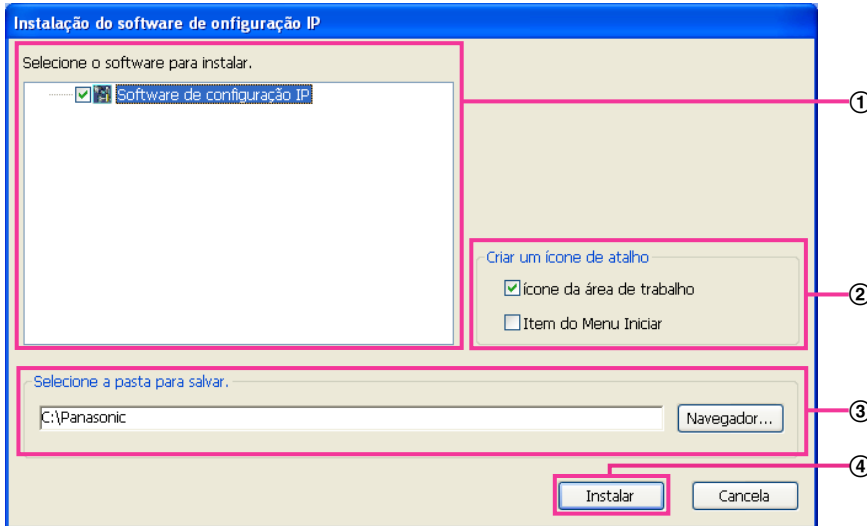 Instalação do software de onfiguração IP
Selecione o software para instalar.
Software de configuração IP
①
Criar um ícone de atalho
ícone da área de trabalho
②
Item do Menu Iniciar
Selecione a pasta para salvar.
C:\Panasonic
Navegador...
③
④
Instalar
Cancela